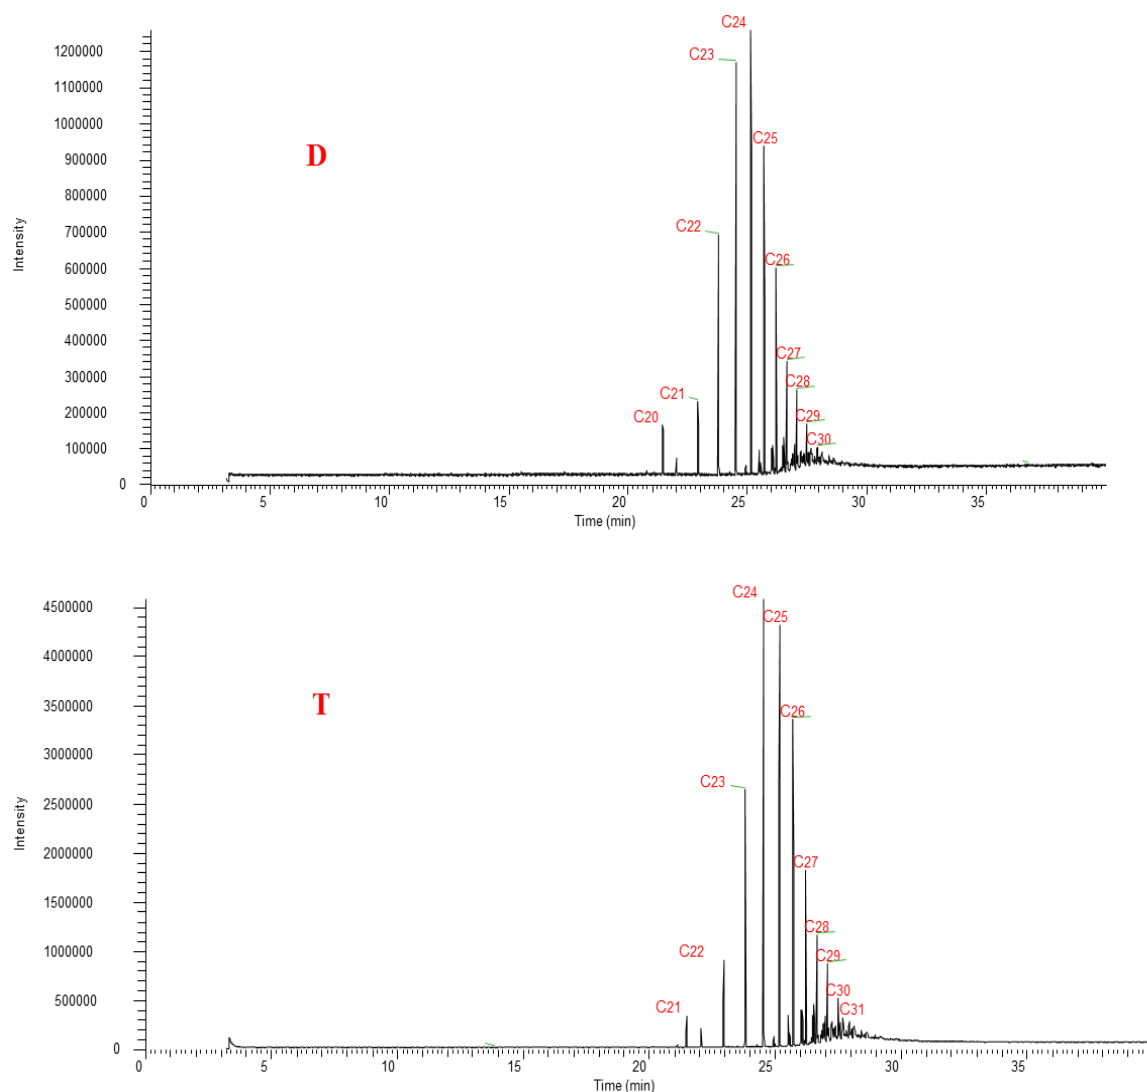 C24
1200000
C23
1100000
1000000
D
C25
900000
800000
Intensity
C22
700000
C26
600000
500000
400000
C27
300000
C28
C21
200000
C29
C20
C30
100000
0
0 5 10 15 20 25 30 35
Time (min)
C24
4500000
C25
4000000
T
C26
3500000
3000000
C23
Intensity
2500000
2000000
C27
1500000
C28
1000000
C22
C29
C30
500000
C21
C31
0
0 5 10 15 20 25 30 35
Time (min)